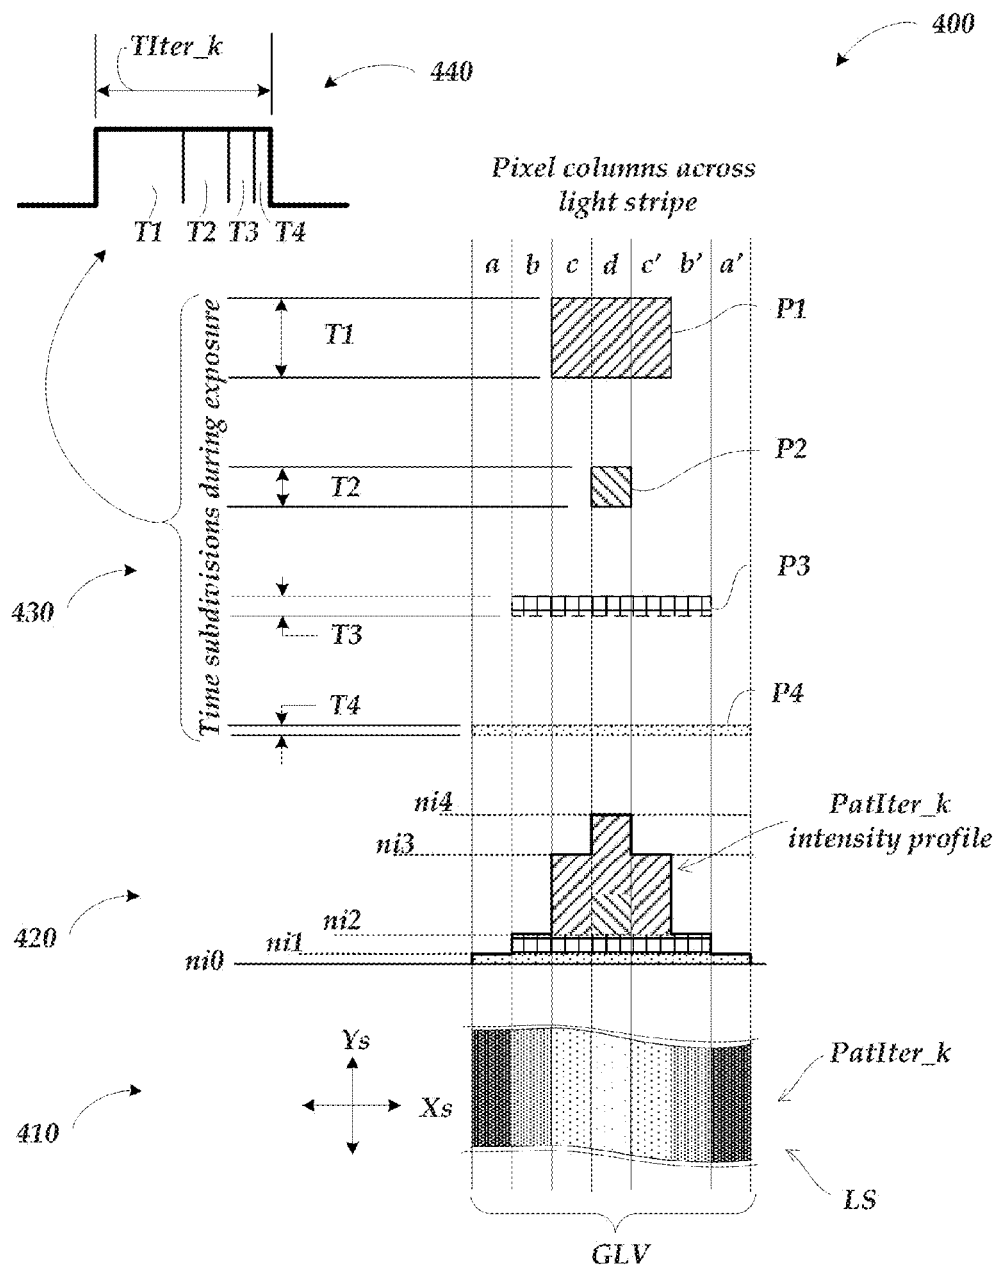 400
TIter_k
440
T1 T2 T3 T4
Pixel columns across
light stripe
a b c d c' b' a'
P1
T1
P2
T2
Time subdivisions during exposure
P3
430
T3
P4
T4
ni4
PatIter_k
intensity profile
ni3
420
ni2
ni1
ni0
Ys
PatIter_k
Xs
410
LS
GLV